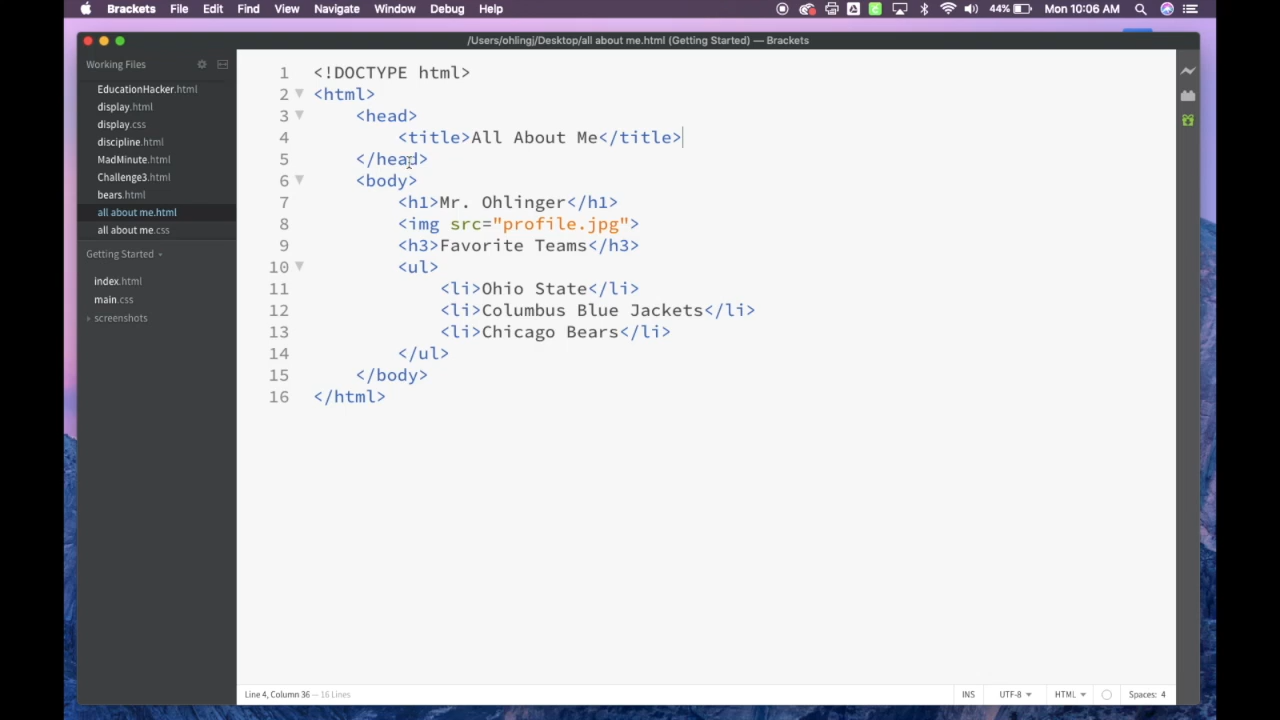 Brackets File Edit Find View Navigate Window Debug Help 44% Mon 10:06 AM
/Users/ohlingj/Desktop/all about me.html (Getting Started) — Brackets
Working Files
EducationHacker.html
display.html
display.css
discipline.html
MadMinute.html
Challenge3.html
bears.html
all about me.html
all about me.css
Getting Started
index.html
main.css
screenshots
1 <!DOCTYPE html>
2 <html>
3 <head>
4 <title>All About Me</title>
5 </head>
6 <body>
7 <h1>Mr. Ohlinger</h1>
8 <img src="profile.jpg">
9 <h3>Favorite Teams</h3>
10 <ul>
11 <li>Ohio State</li>
12 <li>Columbus Blue Jackets</li>
13 <li>Chicago Bears</li>
14 </ul>
15 </body>
16 </html>
Line 4, Column 36 — 16 Lines INS UTF-8 HTML Spaces: 4